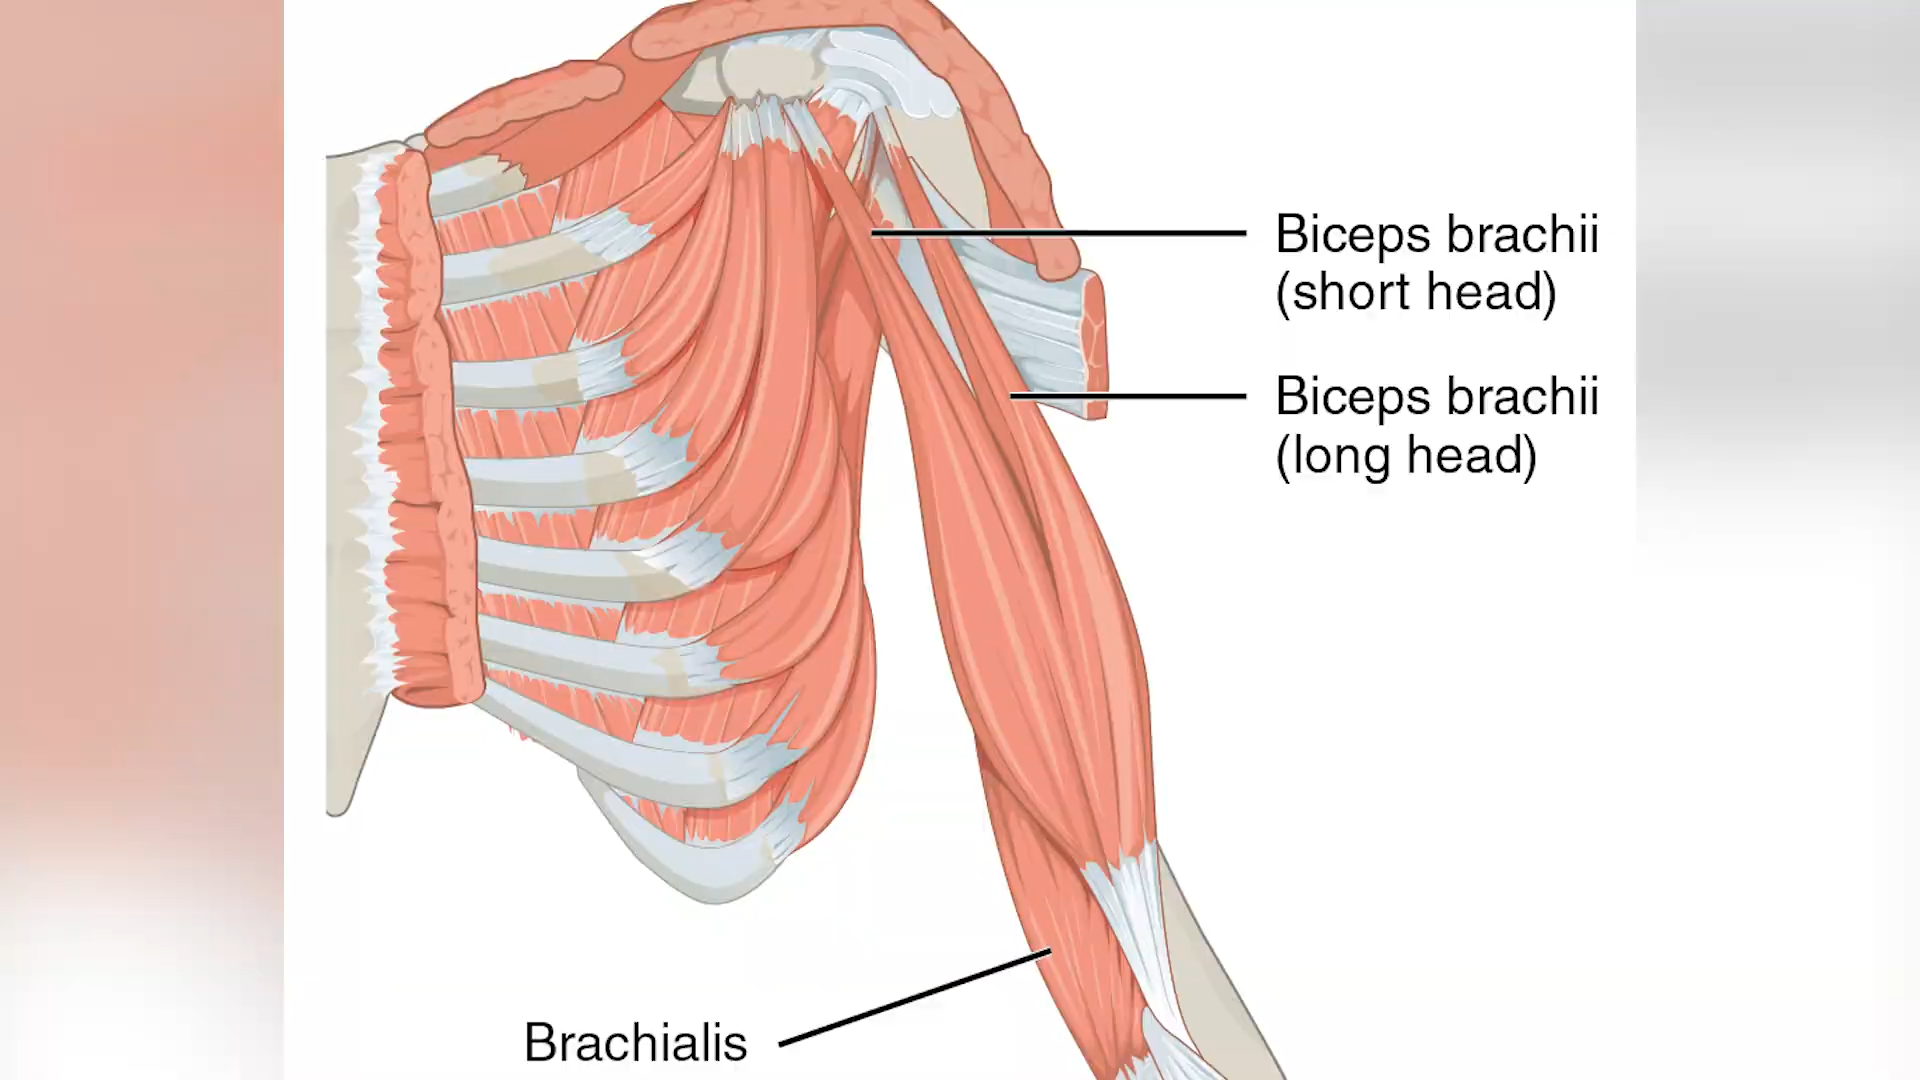 Biceps brachii
(short head)
Biceps brachii
(long head)
Brachialis